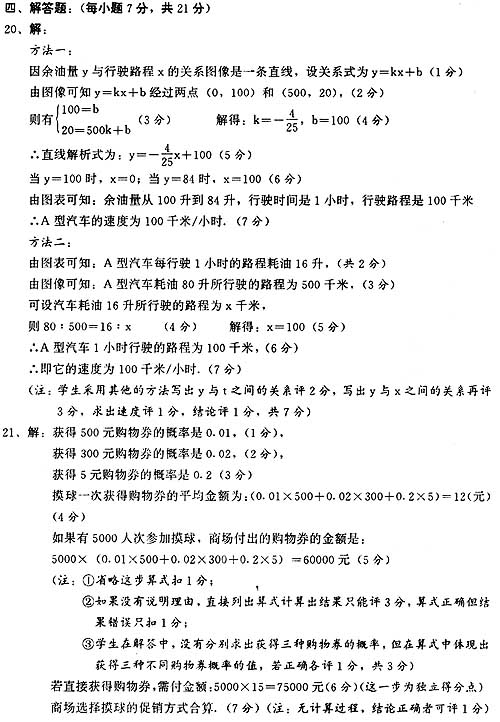 四、解答题：（每小题 7 分，共 21 分）
20、解：
方法一：
因余油量 y 与行驶路程 x 的关系图像是一条直线，设关系式为 y=kx+b（1 分）
由图像可知 y=kx+b 经过两点（0，100）和（500，20），（2 分）
则有{100=b 20=500k+b （3 分） 解得：k=－4/25，b=100（4 分）
∴直线解析式为：y=－4/25x+100（5 分）
当 y=100 时，x=0；当 y=84 时，x=100（6 分）
由图表可知：余油量从 100 升到 84 升，行驶时间是 1 小时，行驶路程是 100 千米
∴A 型汽车的速度为 100 千米/小时.（7 分）
方法二：
由图表可知：A 型汽车每行驶 1 小时的路程耗油 16 升，（共 2 分）
由图像可知：A 型汽车耗油 80 升所行驶的路程为 500 千米，（3 分）
可设汽车耗油 16 升所行驶的路程为 x 千米，
则 80：500=16：x （4 分） 解得：x=100（5 分）
∴A 型汽车 1 小时行驶的路程为 100 千米，（6 分）
∴即它的速度为 100 千米/小时.（7 分）
（注：学生采用其他的方法写出 y 与 t 之间的关系评 2 分，写出 y 与 x 之间的关系再评
3 分，求出速度评 1 分，结论评 1 分，共 7 分）
21、解：获得 500 元购物券的概率是 0.01，（1 分），
获得 300 元购物券的概率是 0.02，（2 分），
获得 5 元购物券的概率是 0.2（3 分）
摸球一次获得购物券的平均金额为：（0.01×500+0.02×300+0.2×5）=12（元）
（4 分）
如果有 5000 人次参加摸球，商场付出的购物券的金额是：
5000×（0.01×500+0.02×300+0.2×5）=60000 元（5 分）
（注：①省略这步算式扣 1 分；
②如果没有说明理由，直接列出算式计算出结果只能评 3 分，算式正确但结
果错误只扣 1 分；
③学生在解答中，没有分别求出获得三种购物券的概率，但在算式中体现出
获得三种不同购物券概率的值，若正确各评 1 分，共 3 分）
若直接获得购物券，需付金额：5000×15=75000 元（6 分）（这一步为独立得分点）
商场选择摸球的促销方式合算.（7 分）（注：无计算过程，结论正确者可评 1 分）